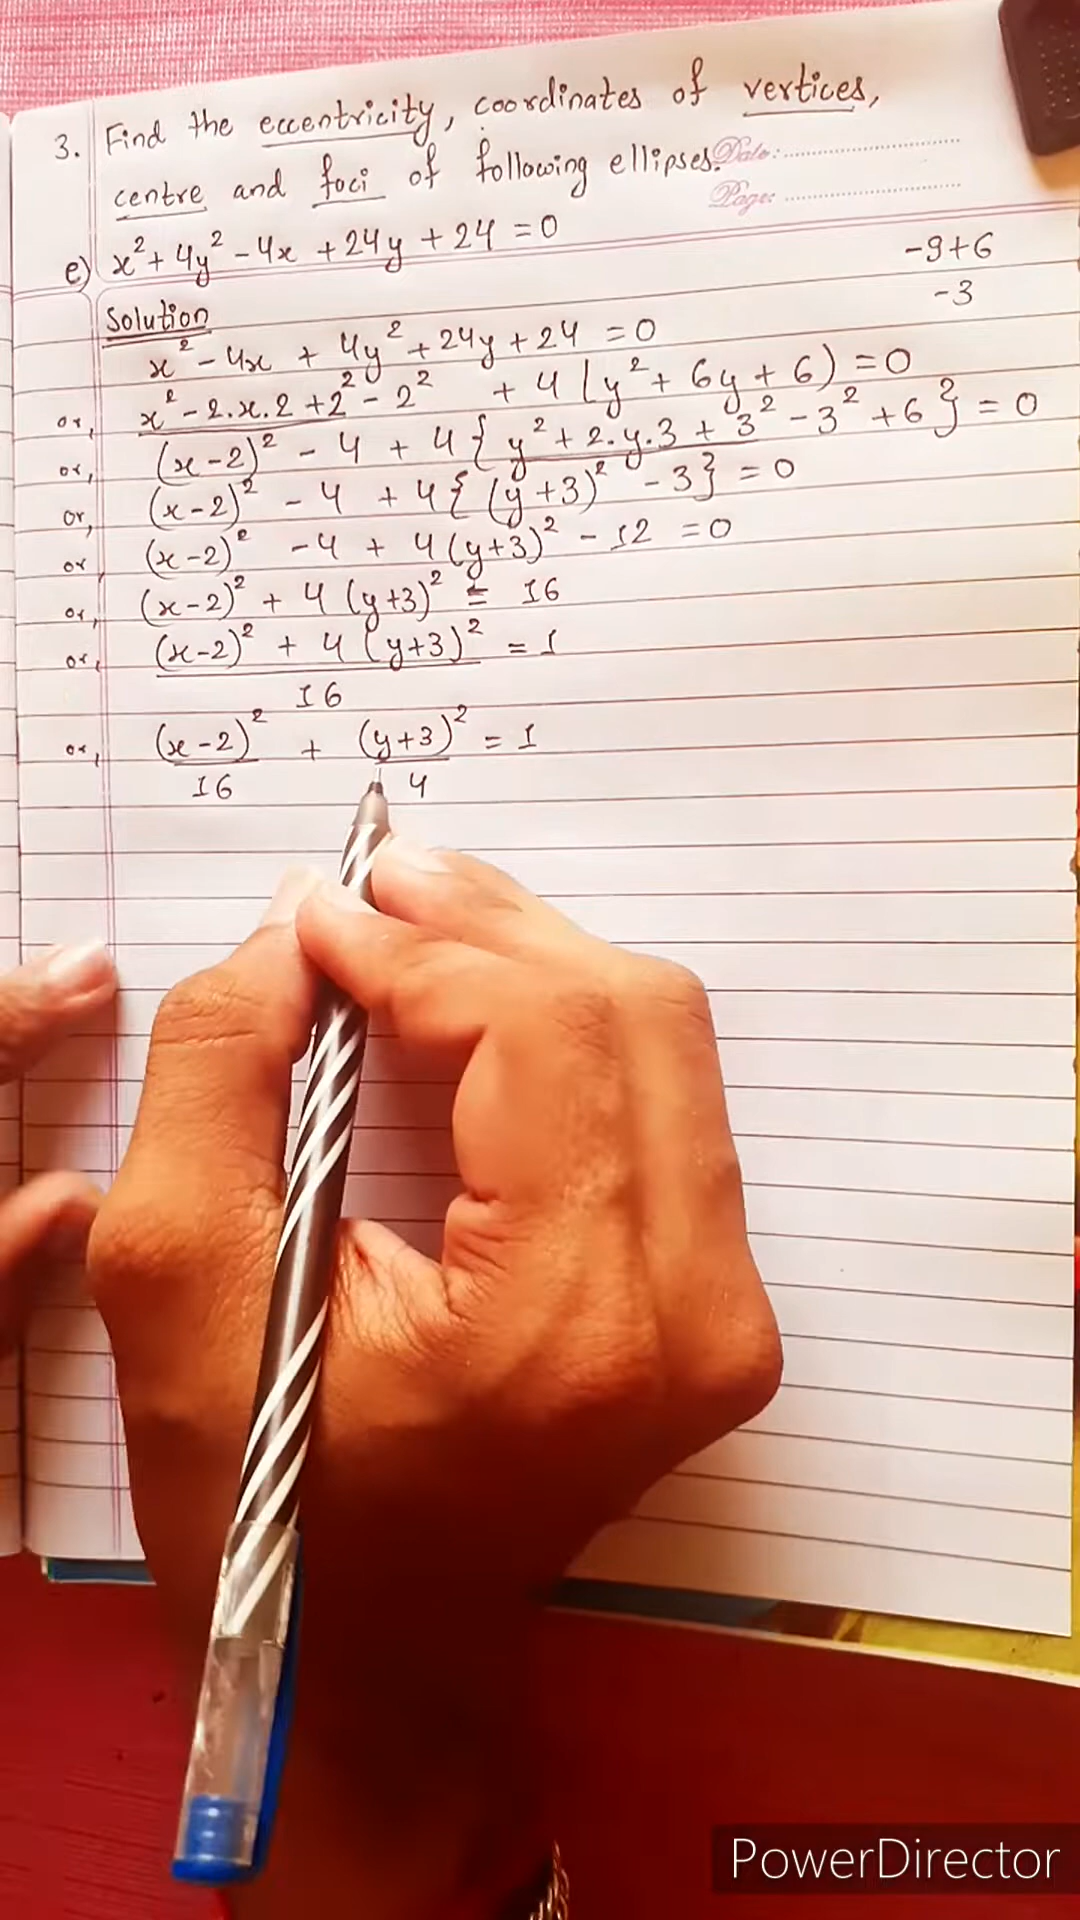 3. Find the eccentricity, coordinates of vertices,
centre and foci of following ellipses.
Date:
Page:
e) x² + 4y² - 4x + 24y + 24 = 0
-9+6
-3
Solution
x² - 4x + 4y² + 24y + 24 = 0
or, x² - 2.x.2 + 2² - 2² + 4(y² + 6y + 6) = 0
or, (x-2)² - 4 + 4{y² + 2.y.3 + 3² - 3² + 6} = 0
or, (x-2)² - 4 + 4{(y+3)² - 3} = 0
or (x-2)² - 4 + 4(y+3)² - 12 = 0
or, (x-2)² + 4(y+3)² = 16
or, (x-2)² + 4(y+3)² = 1
16
or, (x-2)² + (y+3)² = 1
16 4
PowerDirector